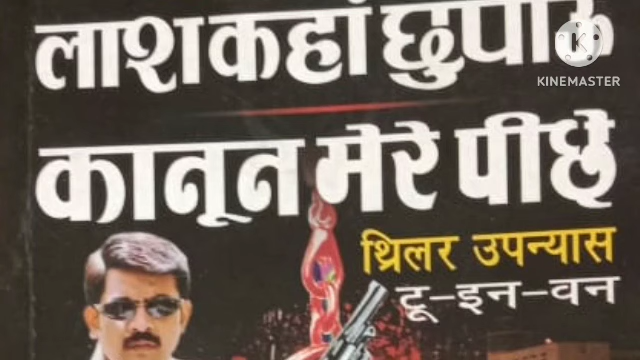 लाश कहां छुपाऊं
KINEMASTER
कानून मेरे पीछे
थ्रिलर उपन्यास
टू-इन-वन